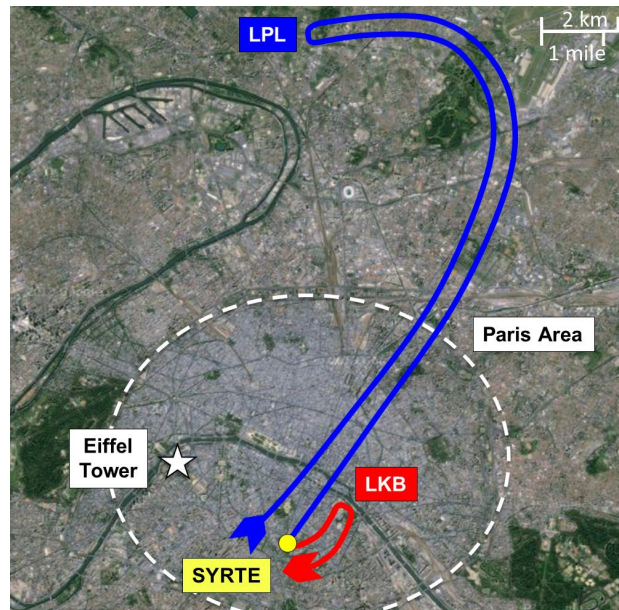 LPL
2 km
1 mile
Paris Area
Eiffel
Tower
LKB
SYRTE